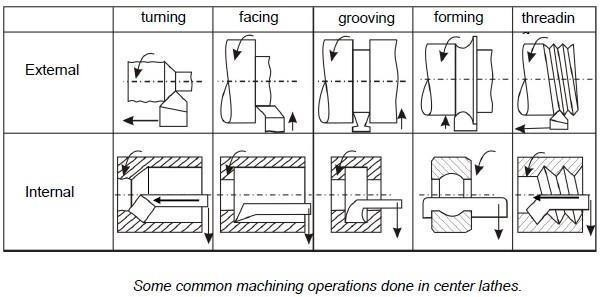 turning facing grooving forming threadin
External
Internal
Some common machining operations done in center lathes.